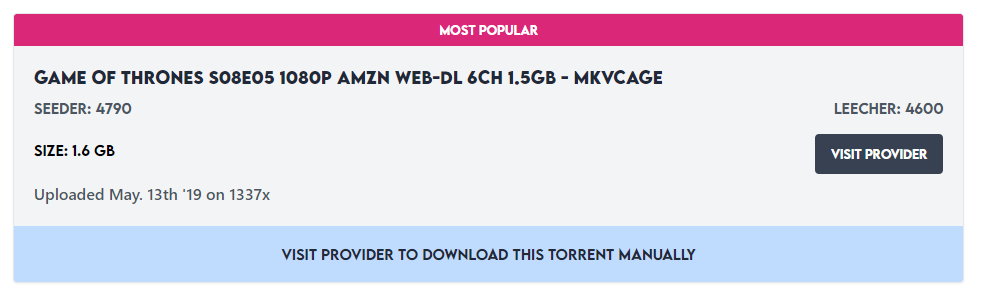 MOST POPULAR
GAME OF THRONES S08E05 1080P AMZN WEB-DL 6CH 1.5GB - MKVCAGE
SEEDER: 4790
LEECHER: 4600
SIZE: 1.6 GB
VISIT PROVIDER
Uploaded May. 13th '19 on 1337x
VISIT PROVIDER TO DOWNLOAD THIS TORRENT MANUALLY